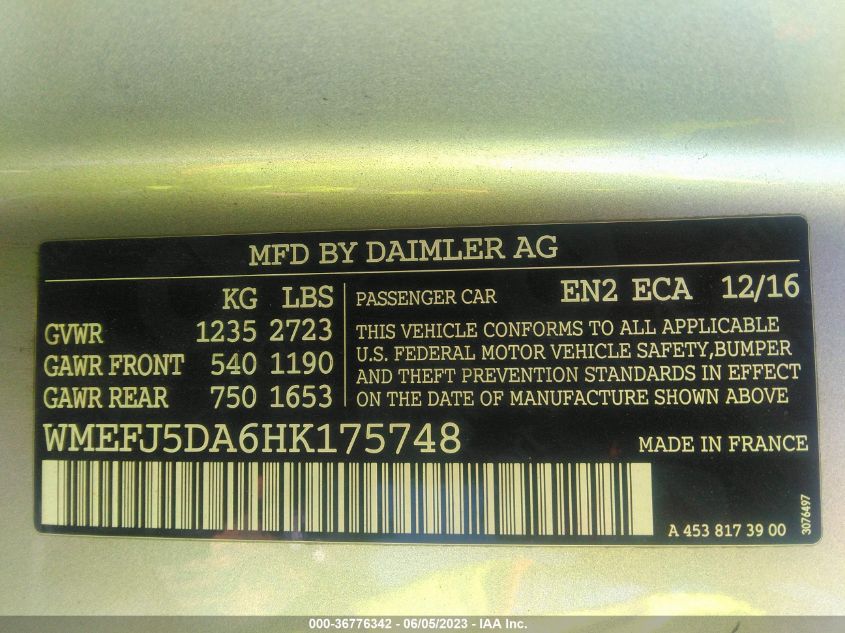 MFD BY DAIMLER AG
KG LBS
GVWR 1235 2723
GAWR FRONT 540 1190
GAWR REAR 750 1653
PASSENGER CAR EN2 ECA 12/16
THIS VEHICLE CONFORMS TO ALL APPLICABLE
U.S. FEDERAL MOTOR VEHICLE SAFETY,BUMPER
AND THEFT PREVENTION STANDARDS IN EFFECT
ON THE DATE OF MANUFACTURE SHOWN ABOVE
WMEFJ5DA6HK175748 MADE IN FRANCE
A 453 817 39 00
3076497
000-36776342 - 06/05/2023 - IAA Inc.